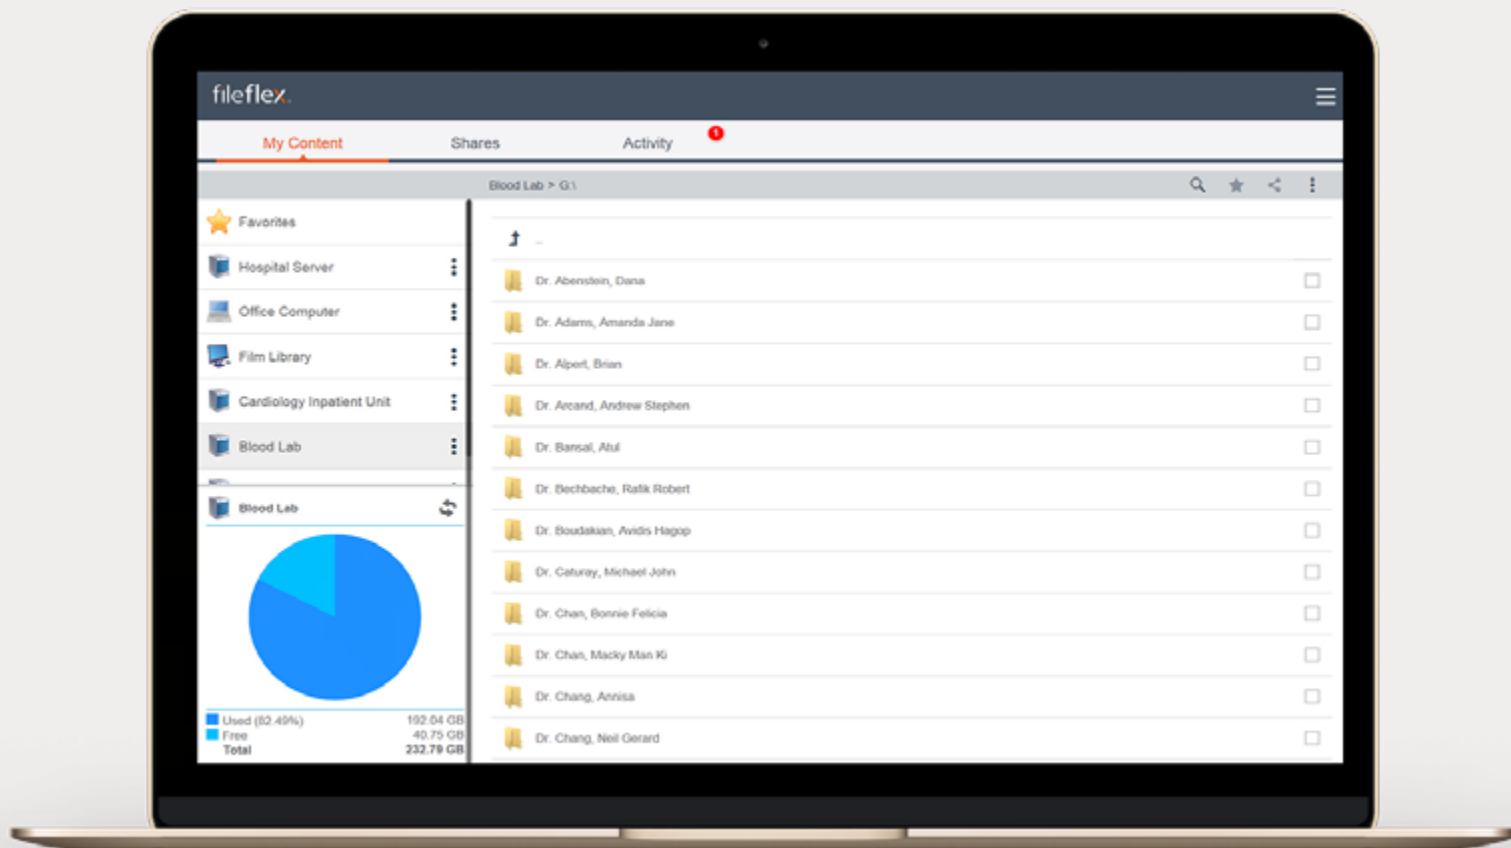 fileflex.
My Content
Shares
Activity
1
Blood Lab > G:\
Favorites
Hospital Server
Office Computer
Film Library
Cardiology Inpatient Unit
Blood Lab
Blood Lab
Used (82.49%) 192.04 GB
Free 40.75 GB
Total 232.79 GB
..
Dr. Abenstein, Dana
Dr. Adams, Amanda Jane
Dr. Alpert, Brian
Dr. Arcand, Andrew Stephen
Dr. Bansal, Atul
Dr. Bechbache, Rafik Robert
Dr. Boudakian, Avidis Hagop
Dr. Caturay, Michael John
Dr. Chan, Bonnie Felicia
Dr. Chan, Macky Man Ki
Dr. Chang, Annisa
Dr. Chang, Neil Gerard